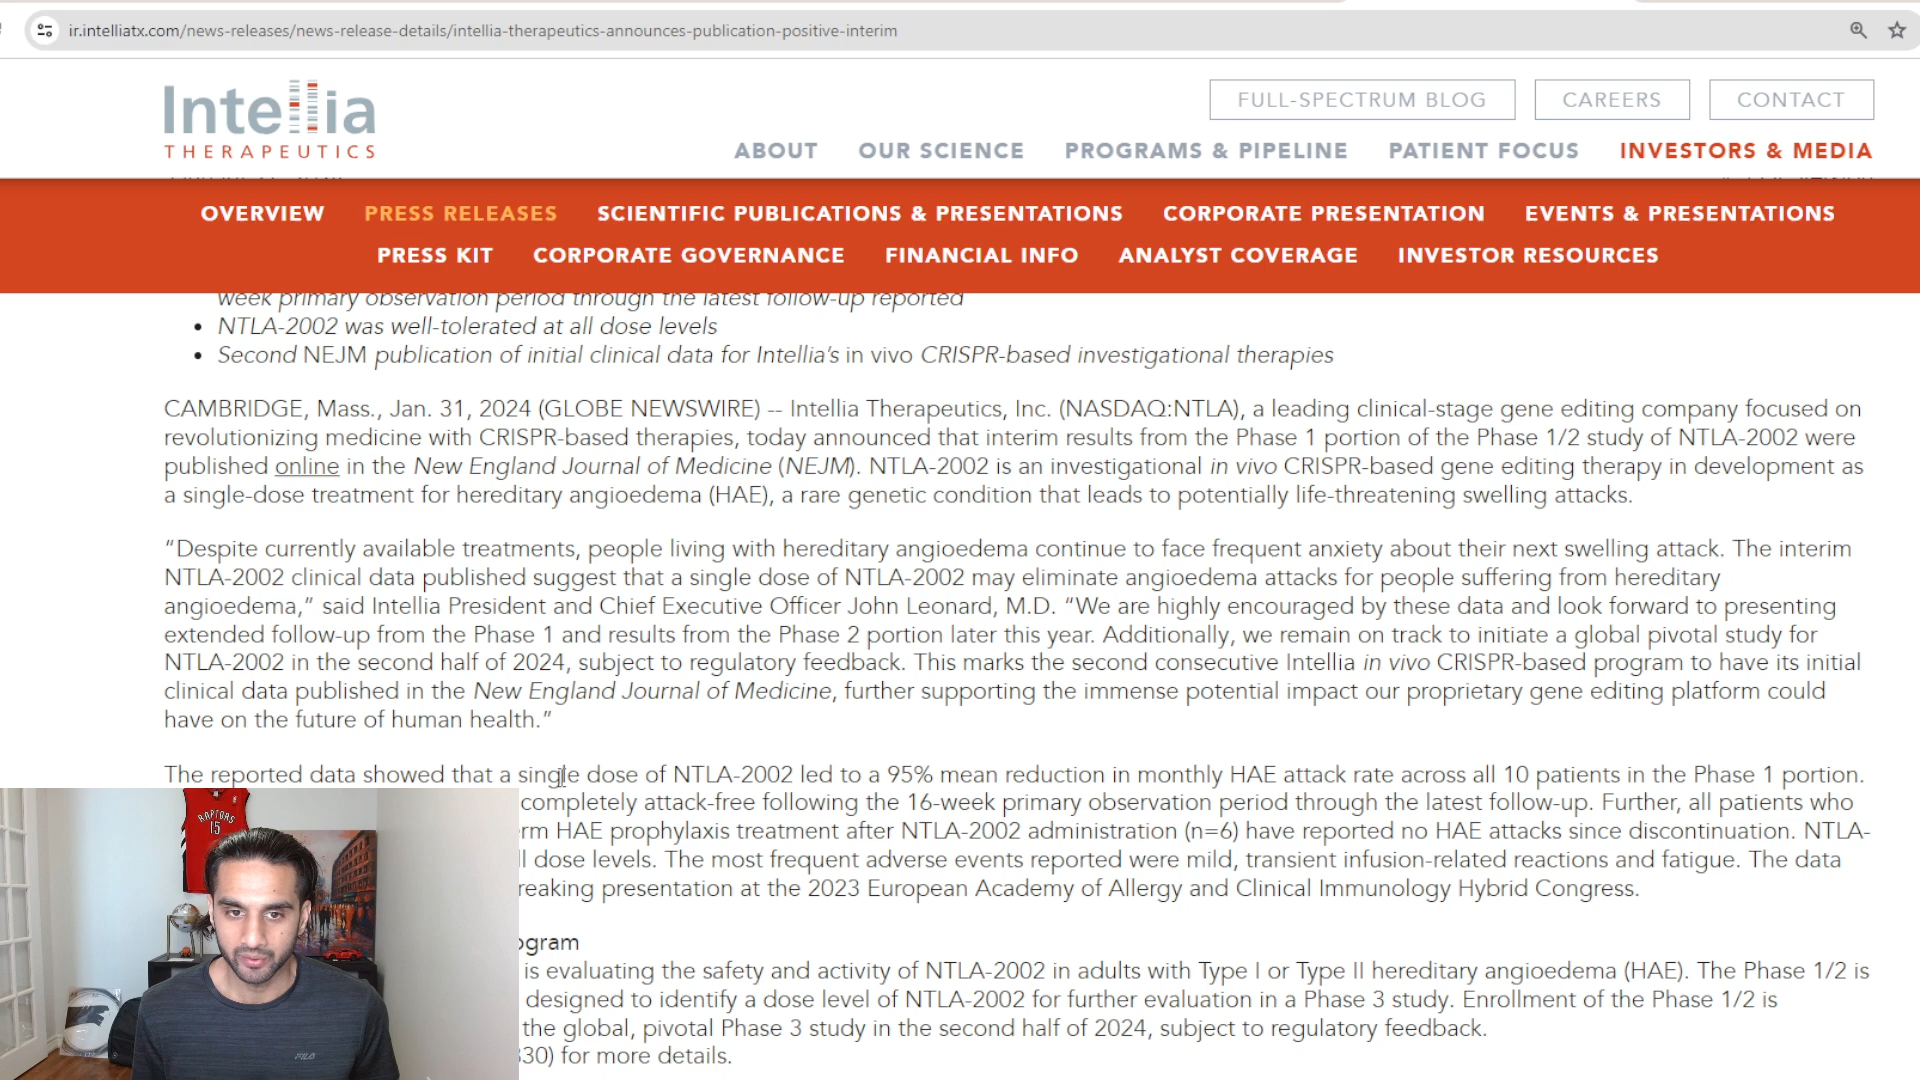 ir.intelliatx.com/news-releases/news-release-details/intellia-therapeutics-announces-publication-positive-interim
Intellia
THERAPEUTICS
FULL-SPECTRUM BLOG CAREERS CONTACT
ABOUT OUR SCIENCE PROGRAMS & PIPELINE PATIENT FOCUS INVESTORS & MEDIA
OVERVIEW PRESS RELEASES SCIENTIFIC PUBLICATIONS & PRESENTATIONS CORPORATE PRESENTATION EVENTS & PRESENTATIONS
PRESS KIT CORPORATE GOVERNANCE FINANCIAL INFO ANALYST COVERAGE INVESTOR RESOURCES
week primary observation period through the latest follow-up reported
• NTLA-2002 was well-tolerated at all dose levels
• Second NEJM publication of initial clinical data for Intellia’s in vivo CRISPR-based investigational therapies
CAMBRIDGE, Mass., Jan. 31, 2024 (GLOBE NEWSWIRE) -- Intellia Therapeutics, Inc. (NASDAQ:NTLA), a leading clinical-stage gene editing company focused on
revolutionizing medicine with CRISPR-based therapies, today announced that interim results from the Phase 1 portion of the Phase 1/2 study of NTLA-2002 were
published online in the New England Journal of Medicine (NEJM). NTLA-2002 is an investigational in vivo CRISPR-based gene editing therapy in development as
a single-dose treatment for hereditary angioedema (HAE), a rare genetic condition that leads to potentially life-threatening swelling attacks.
“Despite currently available treatments, people living with hereditary angioedema continue to face frequent anxiety about their next swelling attack. The interim
NTLA-2002 clinical data published suggest that a single dose of NTLA-2002 may eliminate angioedema attacks for people suffering from hereditary
angioedema,” said Intellia President and Chief Executive Officer John Leonard, M.D. “We are highly encouraged by these data and look forward to presenting
extended follow-up from the Phase 1 and results from the Phase 2 portion later this year. Additionally, we remain on track to initiate a global pivotal study for
NTLA-2002 in the second half of 2024, subject to regulatory feedback. This marks the second consecutive Intellia in vivo CRISPR-based program to have its initial
clinical data published in the New England Journal of Medicine, further supporting the immense potential impact our proprietary gene editing platform could
have on the future of human health.”
The reported data showed that a single dose of NTLA-2002 led to a 95% mean reduction in monthly HAE attack rate across all 10 patients in the Phase 1 portion.
completely attack-free following the 16-week primary observation period through the latest follow-up. Further, all patients who
rm HAE prophylaxis treatment after NTLA-2002 administration (n=6) have reported no HAE attacks since discontinuation. NTLA-
ll dose levels. The most frequent adverse events reported were mild, transient infusion-related reactions and fatigue. The data
reaking presentation at the 2023 European Academy of Allergy and Clinical Immunology Hybrid Congress.
ogram
is evaluating the safety and activity of NTLA-2002 in adults with Type I or Type II hereditary angioedema (HAE). The Phase 1/2 is
designed to identify a dose level of NTLA-2002 for further evaluation in a Phase 3 study. Enrollment of the Phase 1/2 is
the global, pivotal Phase 3 study in the second half of 2024, subject to regulatory feedback.
330) for more details.
RAPTORS
15
FILA